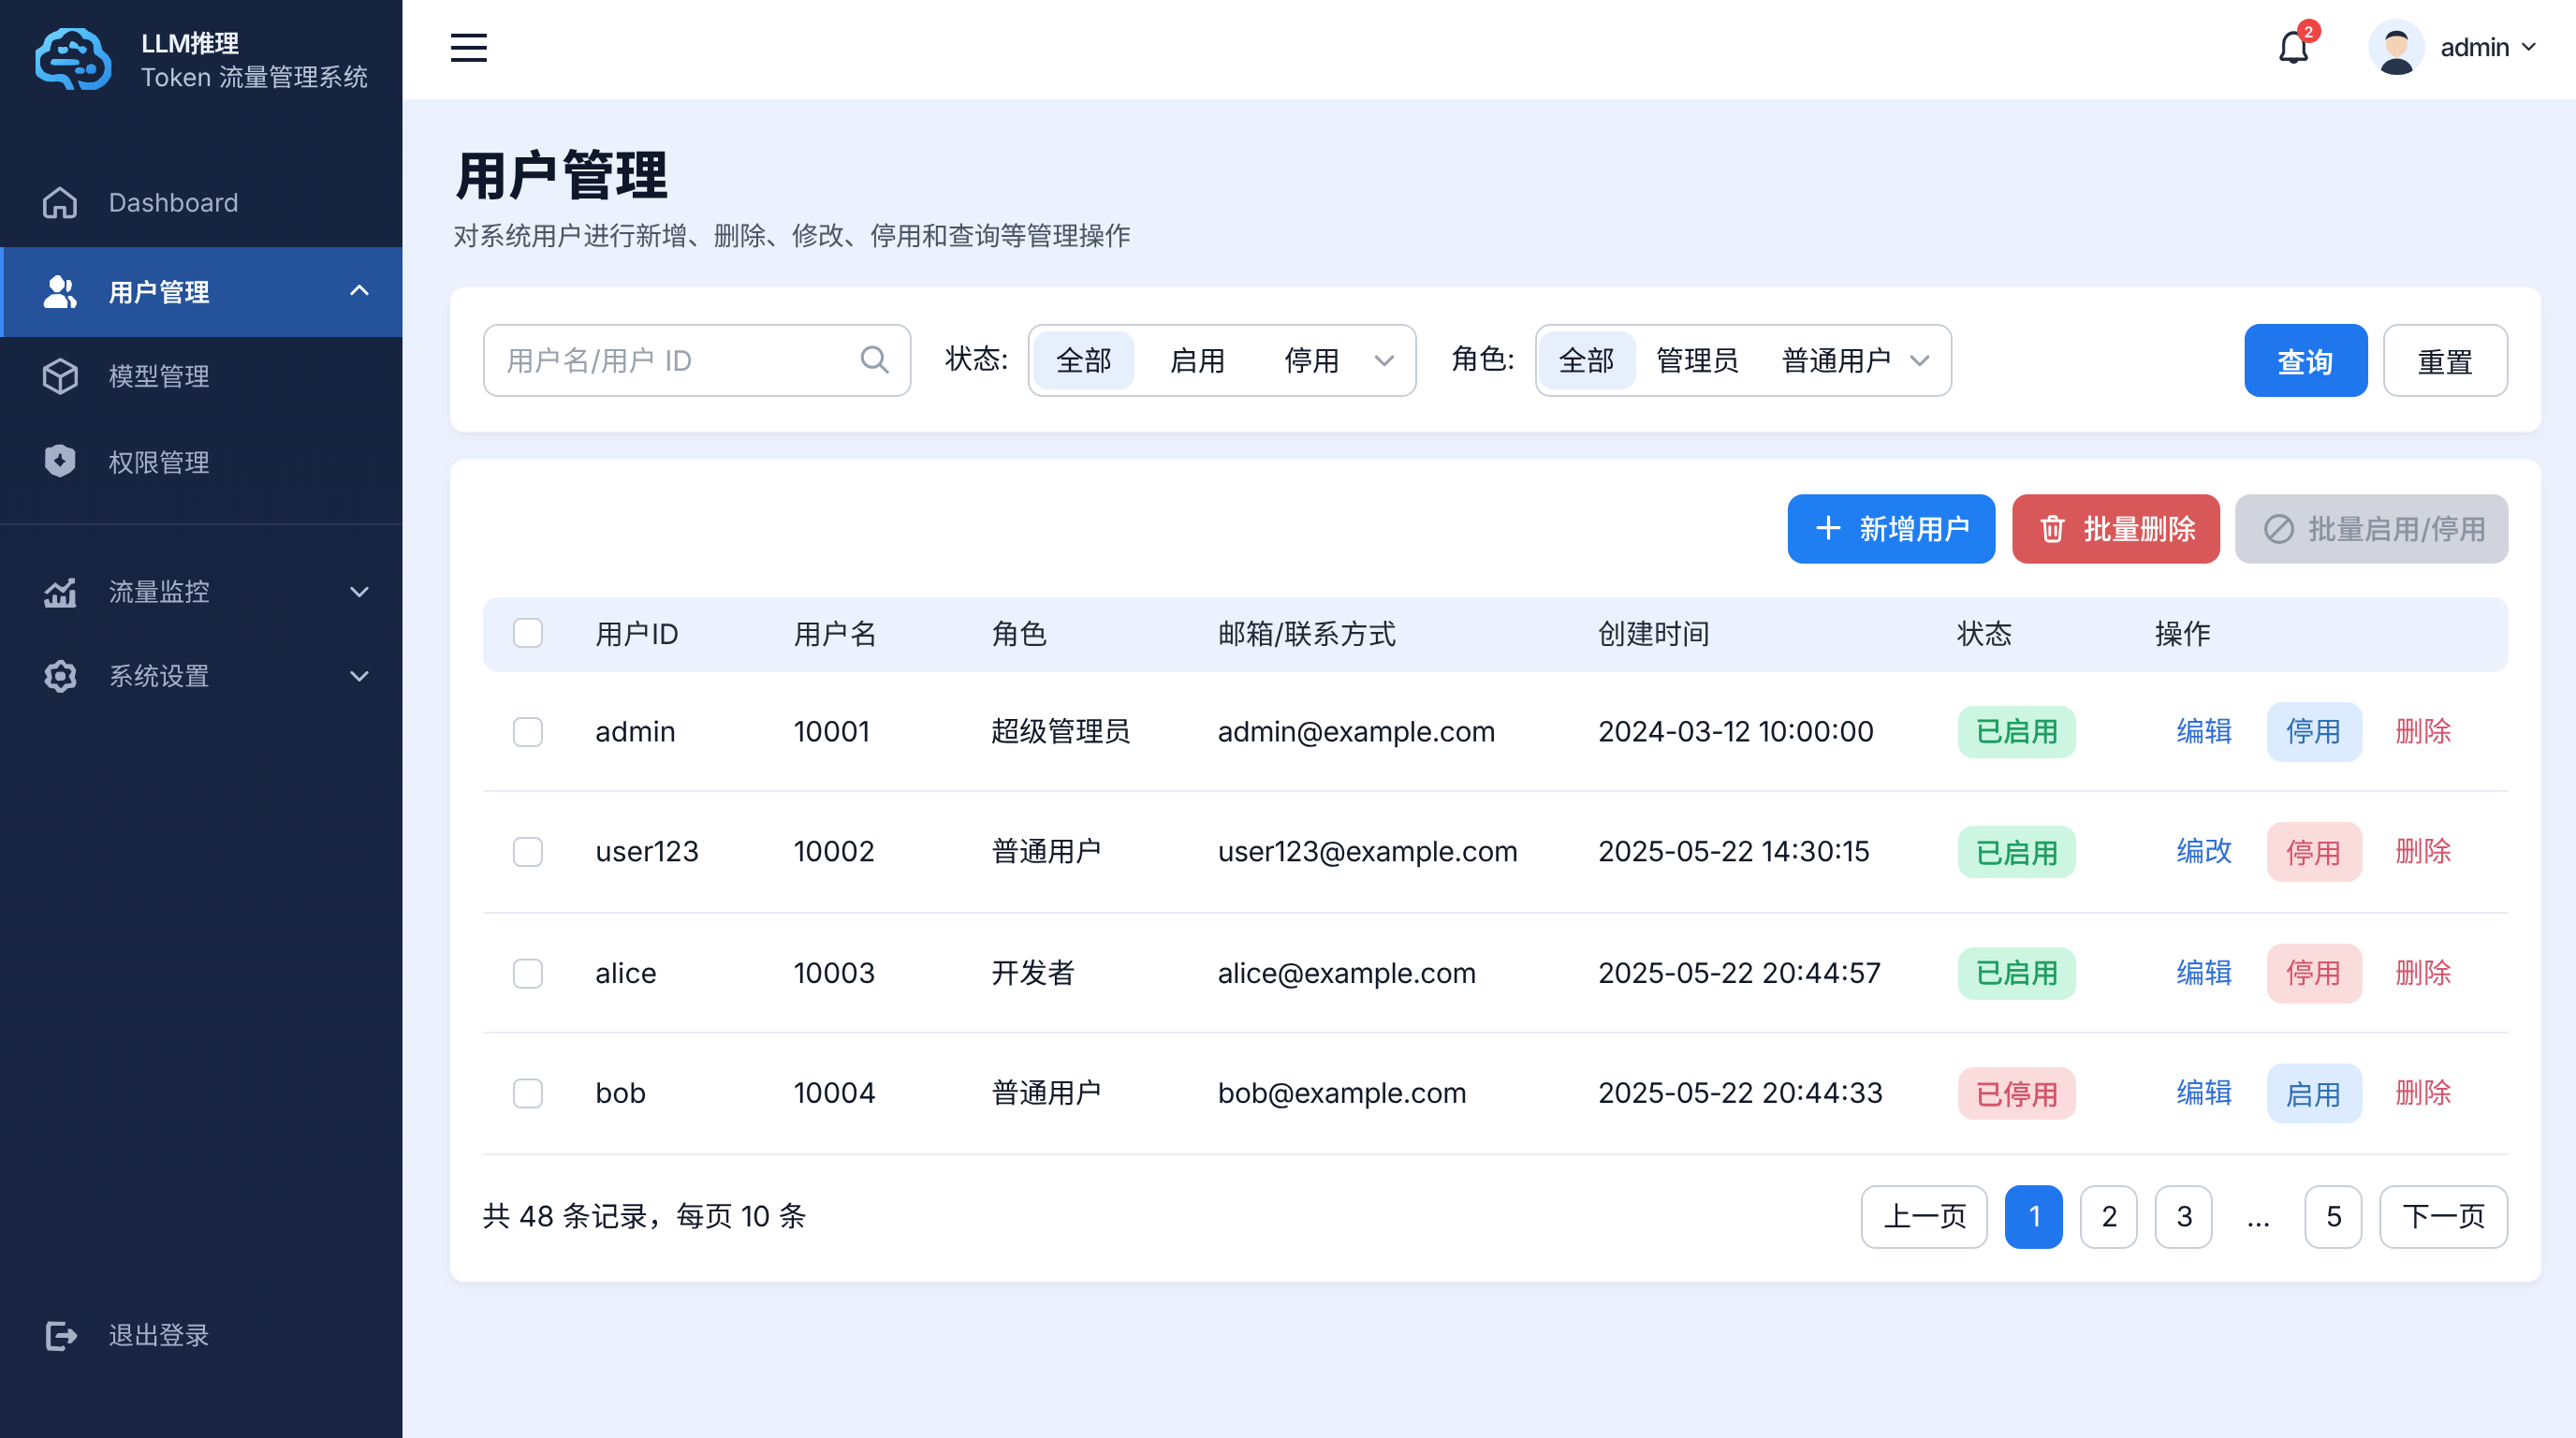 LLM推理
Token 流量管理系统
Dashboard
用户管理
模型管理
权限管理
流量监控
系统设置
退出登录
2
admin
用户管理
对系统用户进行新增、删除、修改、停用和查询等管理操作
用户名/用户 ID
状态: 全部 启用 停用
角色: 全部 管理员 普通用户
查询 重置
新增用户 批量删除 批量启用/停用
用户ID 用户名 角色 邮箱/联系方式 创建时间 状态 操作
admin 10001 超级管理员 admin@example.com 2024-03-12 10:00:00 已启用 编辑 停用 删除
user123 10002 普通用户 user123@example.com 2025-05-22 14:30:15 已启用 编改 停用 删除
alice 10003 开发者 alice@example.com 2025-05-22 20:44:57 已启用 编辑 停用 删除
bob 10004 普通用户 bob@example.com 2025-05-22 20:44:33 已停用 编辑 启用 删除
共 48 条记录，每页 10 条
上一页 1 2 3 ... 5 下一页